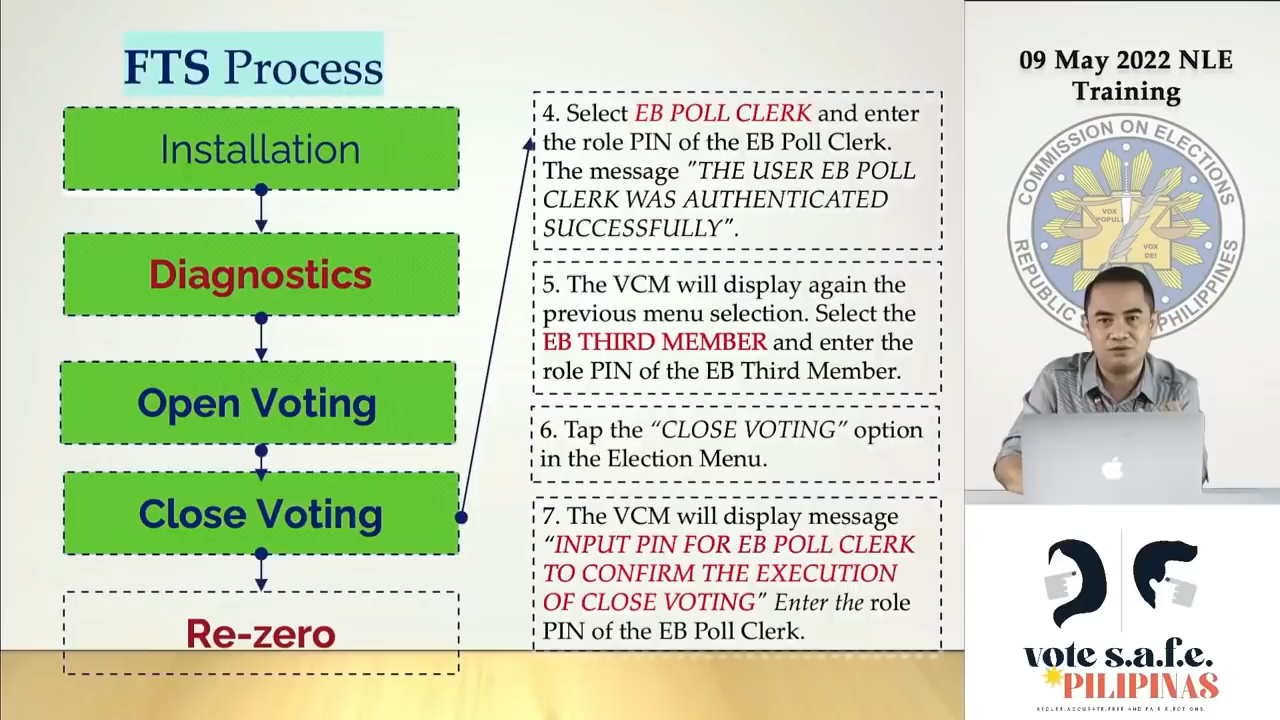 FTS Process
Installation
Diagnostics
Open Voting
Close Voting
Re-zero
4. Select EB POLL CLERK and enter
the role PIN of the EB Poll Clerk.
The message "THE USER EB POLL
CLERK WAS AUTHENTICATED
SUCCESSFULLY".
5. The VCM will display again the
previous menu selection. Select the
EB THIRD MEMBER and enter the
role PIN of the EB Third Member.
6. Tap the “CLOSE VOTING” option
in the Election Menu.
7. The VCM will display message
“INPUT PIN FOR EB POLL CLERK
TO CONFIRM THE EXECUTION
OF CLOSE VOTING” Enter the role
PIN of the EB Poll Clerk.
09 May 2022 NLE
Training
COMMISSION ON ELECTIONS
REPUBLIC
PHILIPPINES
VOX
POPULI
VOX
DEI
vote s.a.f.e.
PILIPINAS
SECURE, ACCURATE, FREE AND FAIR ELECTIONS.